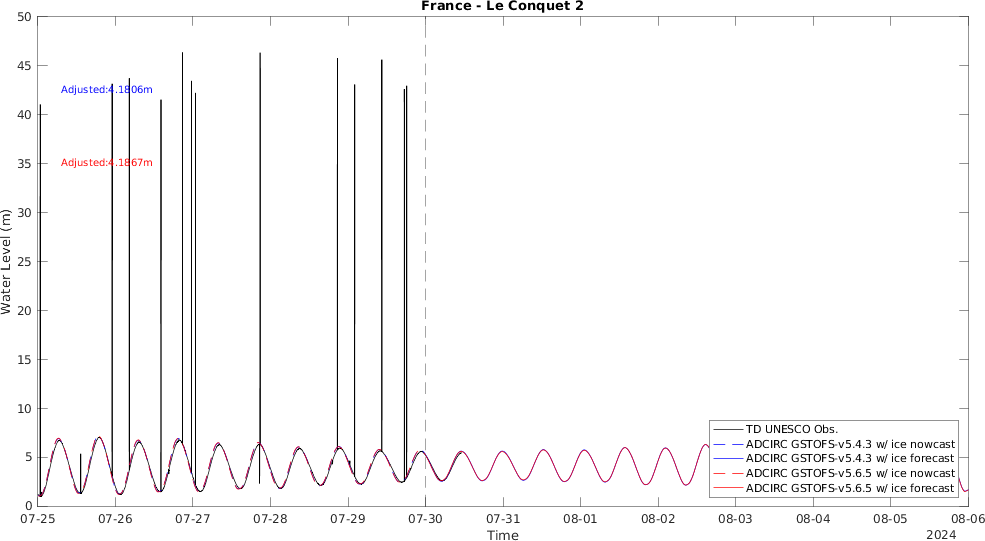 France - Le Conquet 2
50
45
40
35
30
25
20
15
10
5
0
Water Level (m)
Adjusted:4.1806m
Adjusted:4.1867m
TD UNESCO Obs.
ADCIRC GSTOFS-v5.4.3 w/ ice nowcast
ADCIRC GSTOFS-v5.4.3 w/ ice forecast
ADCIRC GSTOFS-v5.6.5 w/ ice nowcast
ADCIRC GSTOFS-v5.6.5 w/ ice forecast
07-25 07-26 07-27 07-28 07-29 07-30 07-31 08-01 08-02 08-03 08-04 08-05 08-06
Time
2024